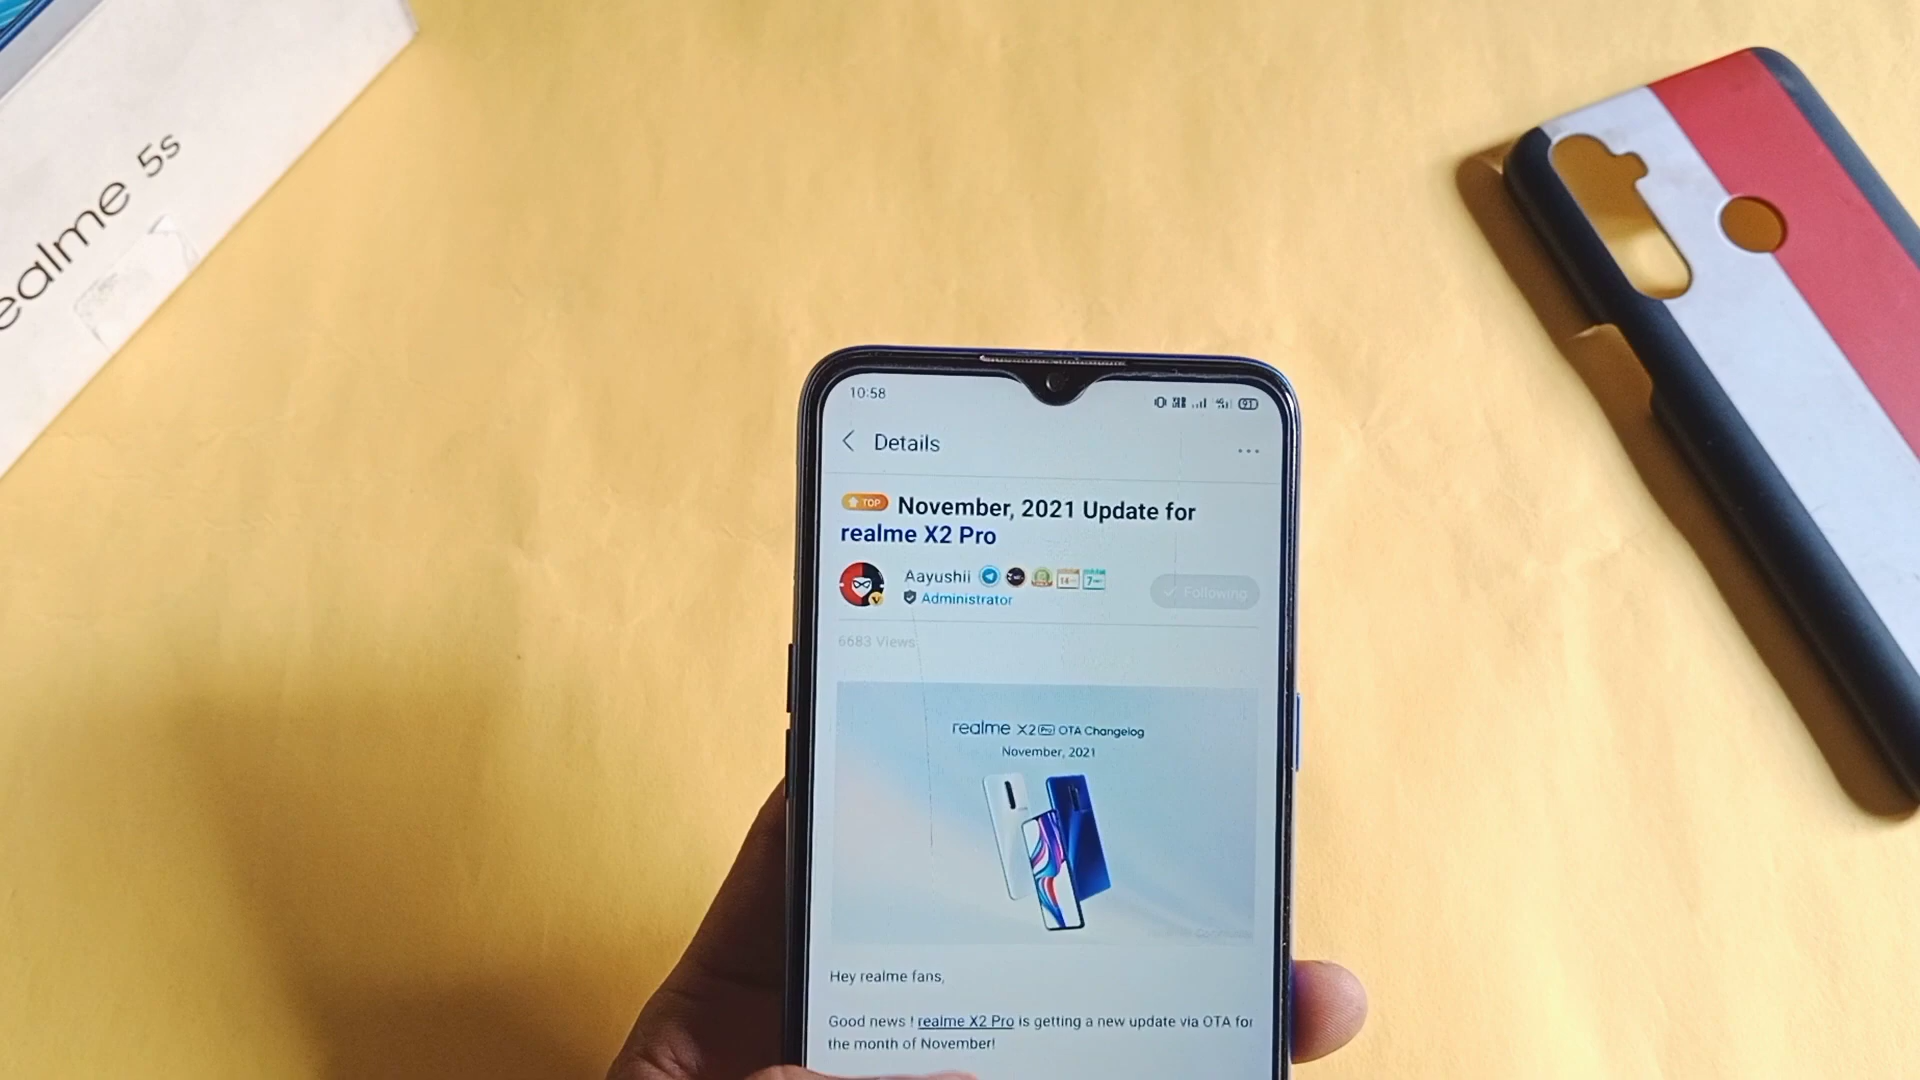 ealme 5s
10:58
91
Details
TOP November, 2021 Update for
realme X2 Pro
Aayushii
Administrator
Following
6683 Views
realme X2 Pro OTA Changelog
November, 2021
Hey realme fans,
Good news ! realme X2 Pro is getting a new update via OTA for
the month of November!